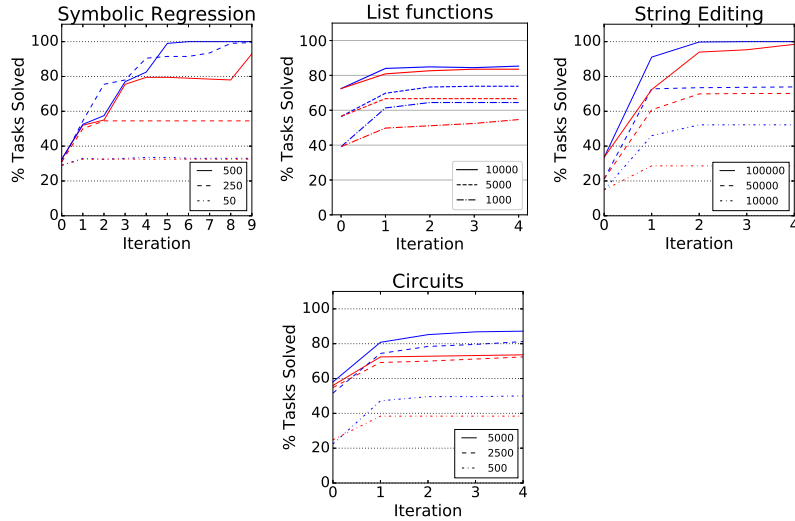 Symbolic Regression
% Tasks Solved
100
80
60
40
20
0
500
250
50
0 1 2 3 4 5 6 7 8 9
Iteration
List functions
% Tasks Solved
100
80
60
40
20
0
10000
5000
1000
0 1 2 3 4
Iteration
String Editing
% Tasks Solved
100
80
60
40
20
0
100000
50000
10000
0 1 2 3 4
Iteration
Circuits
% Tasks Solved
100
80
60
40
20
0
5000
2500
500
0 1 2 3 4
Iteration